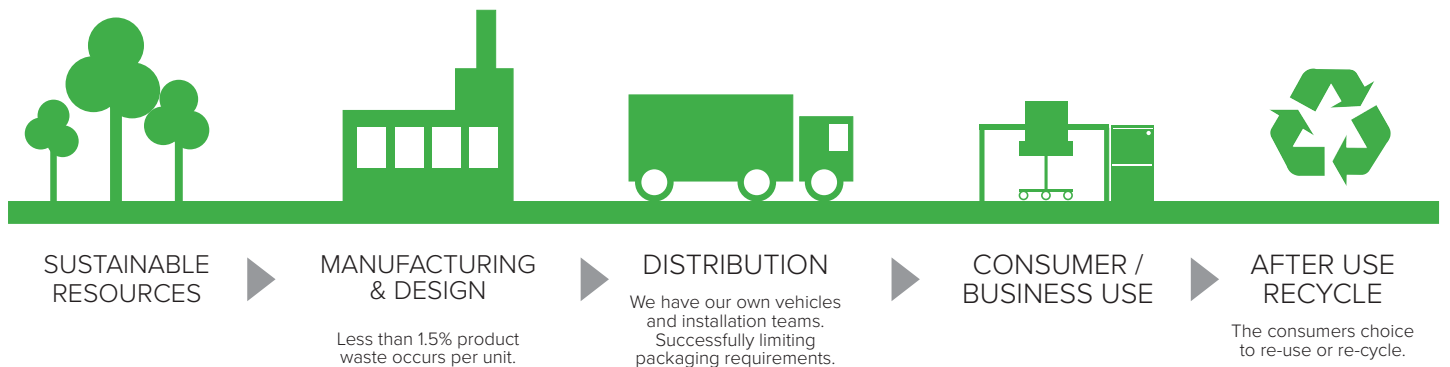 SUSTAINABLE
RESOURCES
MANUFACTURING
& DESIGN
Less than 1.5% product
waste occurs per unit.
DISTRIBUTION
We have our own vehicles
and installation teams.
Successfully limiting
packaging requirements.
CONSUMER /
BUSINESS USE
AFTER USE
RECYCLE
The consumers choice
to re-use or re-cycle.